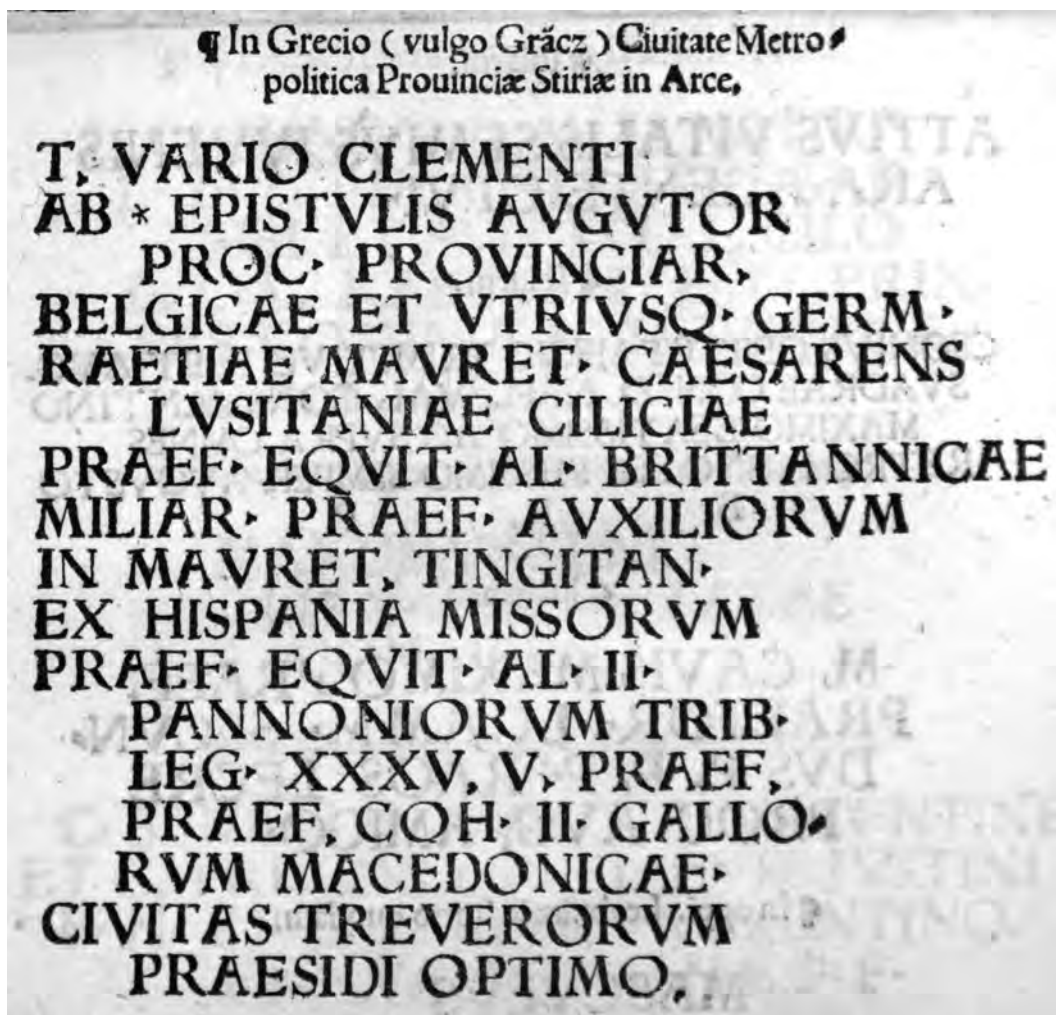 ¶ In Grecio ( vulgo Grăcz ) Ciuitate Metro⸗
politica Prouinciæ Stiriæ in Arce,
T, VARIO CLEMENTI
AB * EPISTVLIS AVGVTOR
PROC· PROVINCIAR,
BELGICAE ET VTRIVSQ· GERM·
RAETIAE MAVRET· CAESARENS
LVSITANIAE CILICIAE
PRAEF· EQVIT· AL· BRITTANNICAE
MILIAR· PRAEF· AVXILIORVM
IN MAVRET, TINGITAN·
EX HISPANIA MISSORVM
PRAEF· EQVIT· AL· II·
PANNONIORVM TRIB·
LEG· XXXV, V, PRAEF,
PRAEF, COH· II· GALLO⸗
RVM MACEDONICAE·
CIVITAS TREVERORVM
PRAESIDI OPTIMO,